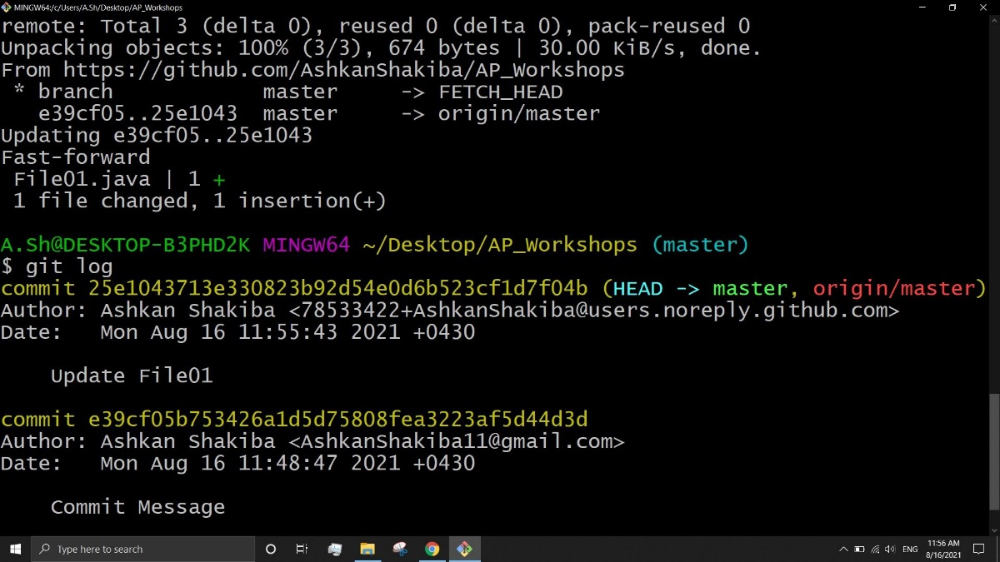 MINGW64:/c/Users/A.Sh/Desktop/AP_Workshops
remote: Total 3 (delta 0), reused 0 (delta 0), pack-reused 0
Unpacking objects: 100% (3/3), 674 bytes | 30.00 KiB/s, done.
From https://github.com/AshkanShakiba/AP_Workshops
 * branch            master     -> FETCH_HEAD
   e39cf05..25e1043  master     -> origin/master
Updating e39cf05..25e1043
Fast-forward
 File01.java | 1 +
 1 file changed, 1 insertion(+)
A.Sh@DESKTOP-B3PHD2K MINGW64 ~/Desktop/AP_Workshops (master)
$ git log
commit 25e1043713e330823b92d54e0d6b523cf1d7f04b (HEAD -> master, origin/master)
Author: Ashkan Shakiba <78533422+AshkanShakiba@users.noreply.github.com>
Date:   Mon Aug 16 11:55:43 2021 +0430
    Update File01
commit e39cf05b753426a1d5d75808fea3223af5d44d3d
Author: Ashkan Shakiba <AshkanShakiba11@gmail.com>
Date:   Mon Aug 16 11:48:47 2021 +0430
    Commit Message
Type here to search
ENG
11:56 AM
8/16/2021